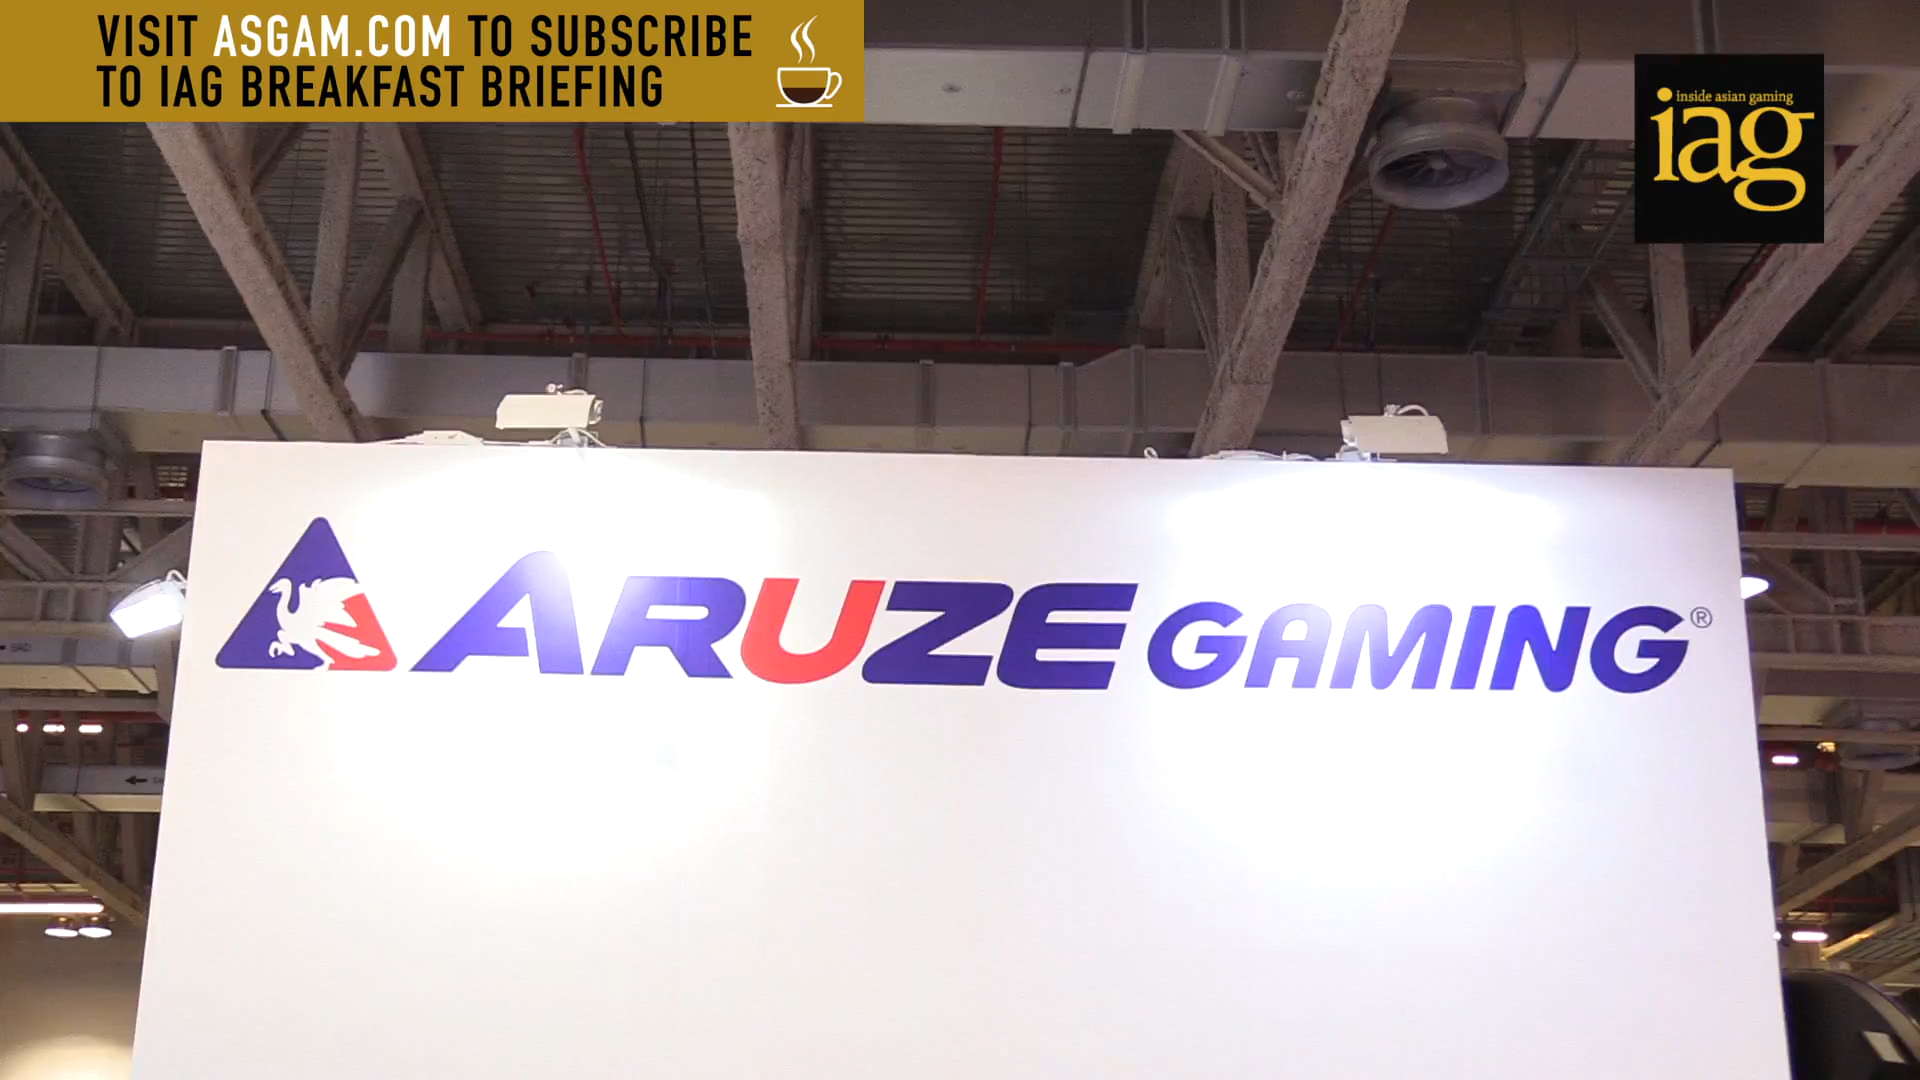 VISIT ASGAM.COM TO SUBSCRIBE
TO IAG BREAKFAST BRIEFING
inside asian gaming
iag
ARUZE GAMING®